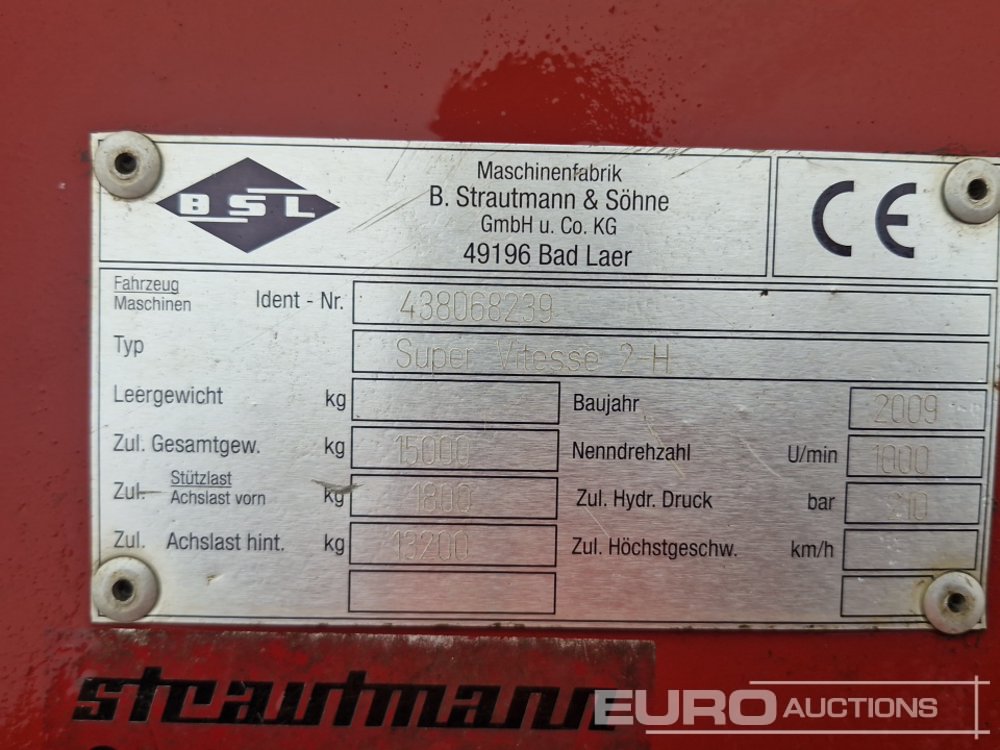 BSL
Maschinenfabrik
B. Strautmann & Söhne
GmbH u. Co. KG
49196 Bad Laer
CE
Fahrzeug
Maschinen
Ident - Nr. 438068239
Typ Super Vitesse 2-H
Leergewicht kg
Baujahr 2009
Zul. Gesamtgew. kg 15000
Nenndrehzahl U/min 1000
Zul. Stützlast
Achslast vorn kg 1800
Zul. Hydr. Druck bar 210
Zul. Achslast hint. kg 13200
Zul. Höchstgeschw. km/h
strautmann
EURO AUCTIONS